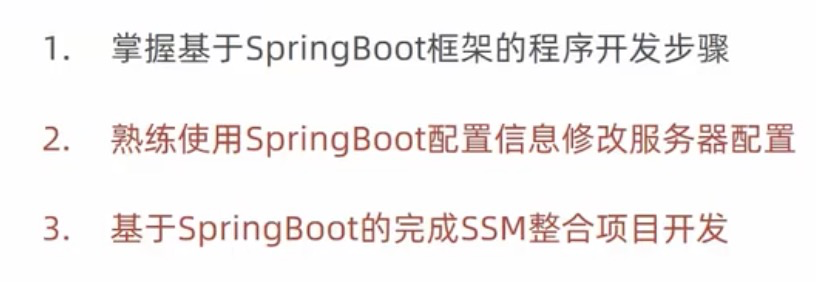 1. 掌握基于SpringBoot框架的程序开发步骤
2. 熟练使用SpringBoot配置信息修改服务器配置
3. 基于SpringBoot的完成SSM整合项目开发